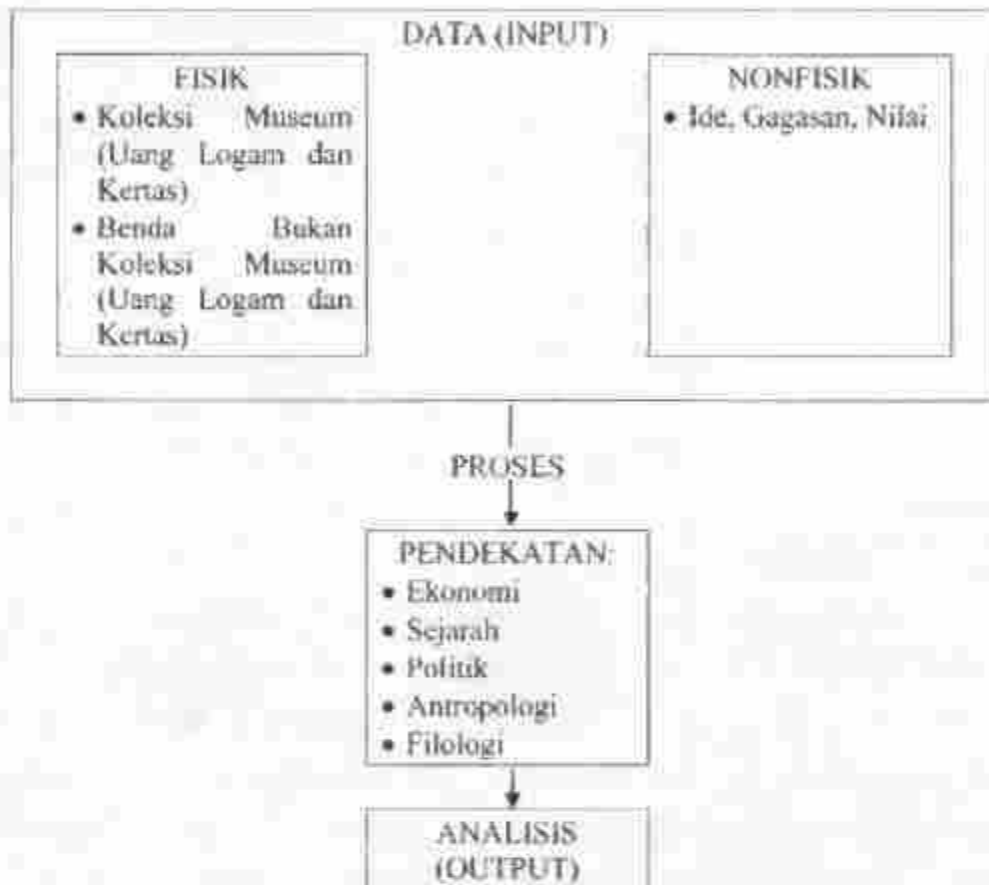 DATA (INPUT)
FISIK
• Koleksi Museum
(Uang Logam dan
Kertas)
• Benda Bukan
Koleksi Museum
(Uang Logam dan
Kertas)
NONFISIK
• Ide, Gagasan, Nilai
PROSES
PENDEKATAN:
• Ekonomi
• Sejarah
• Politik
• Antropologi
• Filologi
ANALISIS
(OUTPUT)